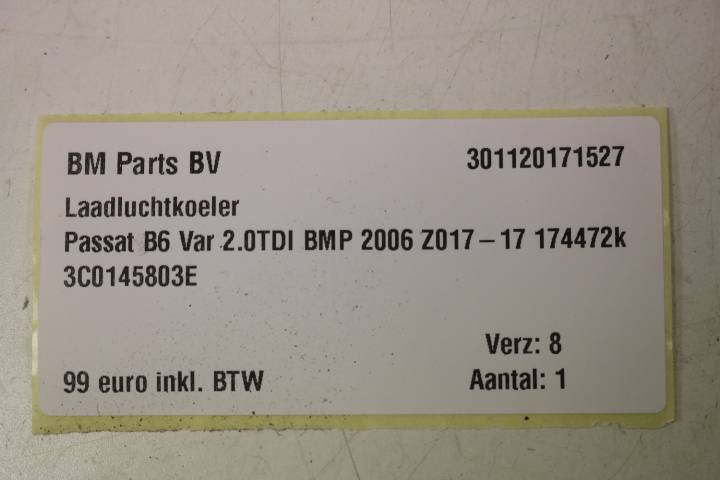 BM Parts BV 301120171527
Laadluchtkoeler
Passat B6 Var 2.0TDI BMP 2006 Z017-17 174472k
3C0145803E
Verz: 8
99 euro inkl. BTW Aantal: 1